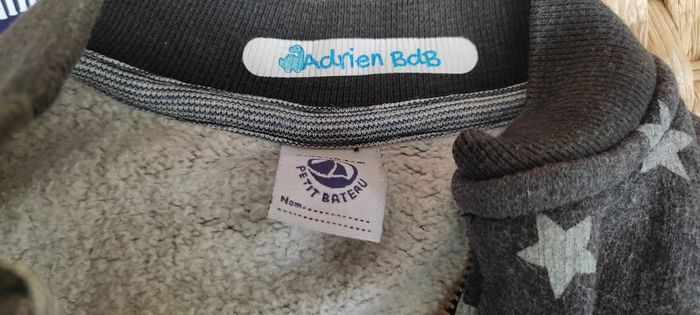 Adrien BdB
PETIT BATEAU
Nom